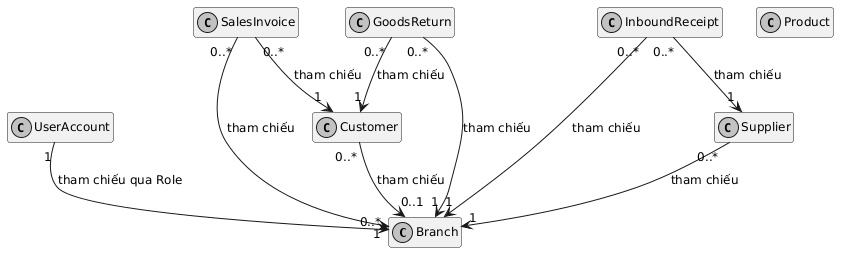 C SalesInvoice
C GoodsReturn
C InboundReceipt
C Product
0..*
0..*
0..*
0..*
0..*
0..*
tham chiếu
tham chiếu
tham chiếu
1
1
1
C UserAccount
C Customer
C Supplier
tham chiếu
tham chiếu
tham chiếu
1
0..*
0..*
tham chiếu qua Role
tham chiếu
tham chiếu
0..1
1
1
0..*
1
1
C Branch